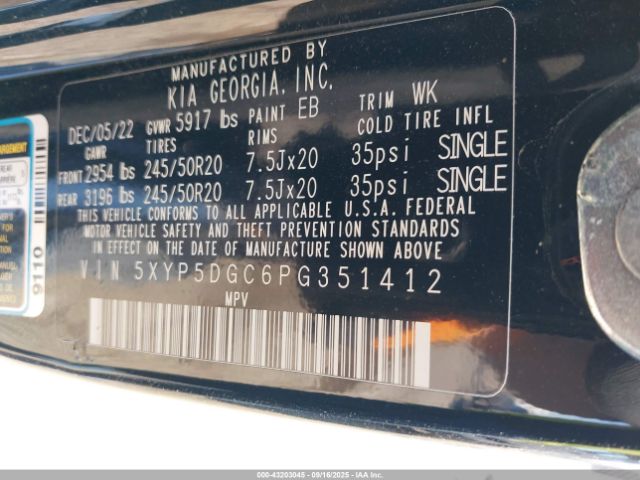 MANUFACTURED BY
KIA GEORGIA, INC.
DEC/05/22 GVWR 5917 lbs PAINT EB TRIM WK
GAWR TIRES RIMS COLD TIRE INFL
FRONT 2954 lbs 245/50R20 7.5Jx20 35psi SINGLE
REAR 3196 lbs 245/50R20 7.5Jx20 35psi SINGLE
THIS VEHICLE CONFORMS TO ALL APPLICABLE U.S.A. FEDERAL
MOTOR VEHICLE SAFETY AND THEFT PREVENTION STANDARDS
IN EFFECT ON THE DATE OF MANUFACTURE SHOWN ABOVE.
VIN 5XYP5DGC6PG351412
MPV
9110
000-43203045 - 09/16/2025 - IAA Inc.